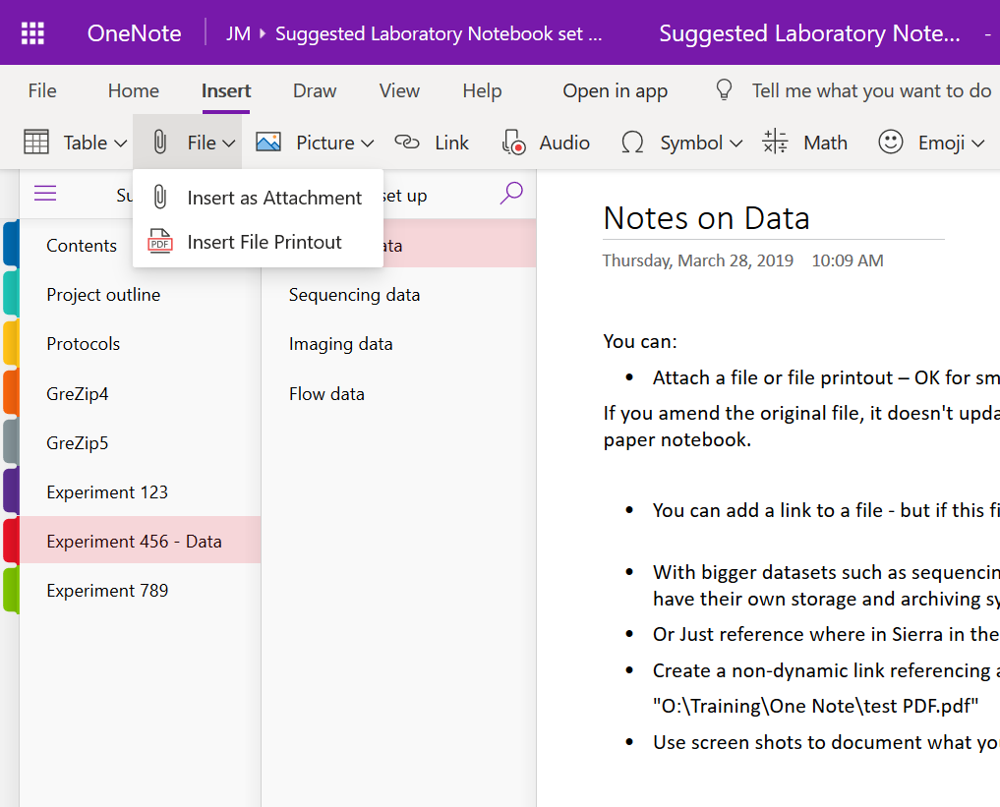 OneNote JM Suggested Laboratory Notebook set ... Suggested Laboratory Note... -
File Home Insert Draw View Help Open in app Tell me what you want to do
Table File Picture Link Audio Symbol Math Emoji
Su
set up
Insert as Attachment
PDF Insert File Printout
Contents
Project outline
Protocols
GreZip4
GreZip5
Experiment 123
Experiment 456 - Data
Experiment 789
ata
Sequencing data
Imaging data
Flow data
Notes on Data
Thursday, March 28, 2019 10:09 AM
You can:
• Attach a file or file printout – OK for sm
If you amend the original file, it doesn't upda
paper notebook.
• You can add a link to a file - but if this fi
• With bigger datasets such as sequencin
have their own storage and archiving sy
• Or Just reference where in Sierra in the
• Create a non-dynamic link referencing a
"O:\Training\One Note\test PDF.pdf"
• Use screen shots to document what yo